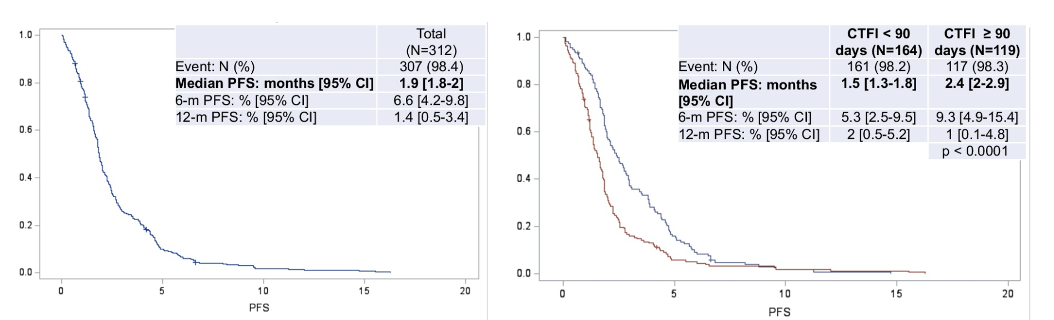 Total
(N=312)
Event: N (%) 307 (98.4)
Median PFS: months [95% CI] 1.9 [1.8-2]
6-m PFS: % [95% CI] 6.6 [4.2-9.8]
12-m PFS: % [95% CI] 1.4 [0.5-3.4]
1.0
0.8
0.6
0.4
0.2
0.0
0 5 10 15 20
PFS
CTFI < 90 CTFI ≥ 90
days (N=164) days (N=119)
Event: N (%) 161 (98.2) 117 (98.3)
Median PFS: months 1.5 [1.3-1.8] 2.4 [2-2.9]
[95% CI]
6-m PFS: % [95% CI] 5.3 [2.5-9.5] 9.3 [4.9-15.4]
12-m PFS: % [95% CI] 2 [0.5-5.2] 1 [0.1-4.8]
p < 0.0001
1.0
0.8
0.6
0.4
0.2
0.0
0 5 10 15 20
PFS